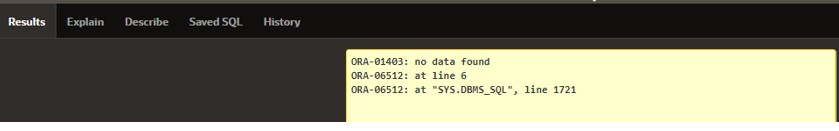 Results Explain Describe Saved SQL History
ORA-01403: no data found
ORA-06512: at line 6
ORA-06512: at "SYS.DBMS_SQL", line 1721